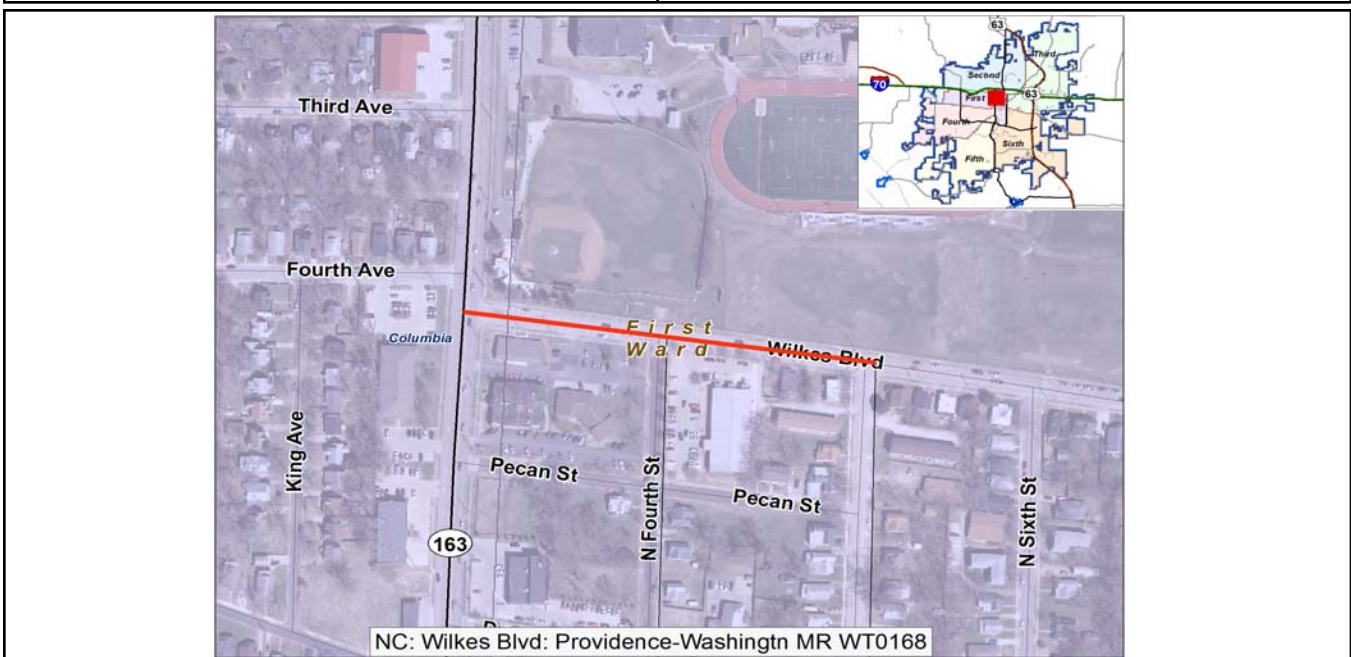 63
Third
Second
70
First
63
Fourth
Sixth
Fifth
Third Ave
Fourth Ave
Columbia
First
Ward
Wilkes Blvd
King Ave
Pecan St
N Fourth St
Pecan St
N Sixth St
163
NC: Wilkes Blvd: Providence-Washingtn MR WT0168